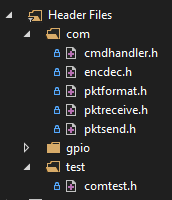 Header Files
com
cmdhandler.h
encdec.h
pktformat.h
pktreceive.h
pktsend.h
gpio
test
comtest.h